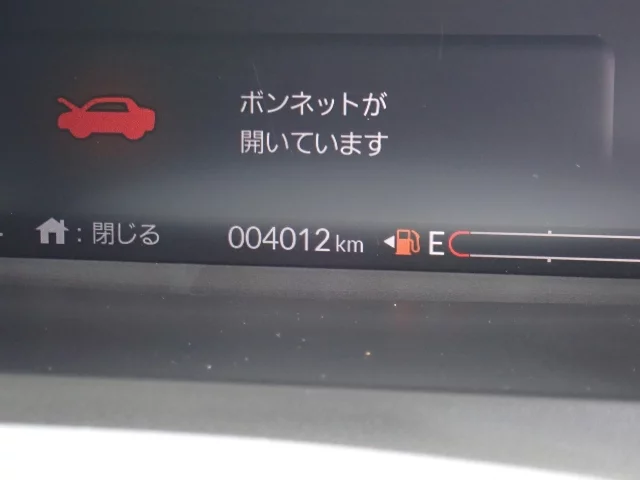 ボンネットが
開いています
: 閉じる
004012 km
E